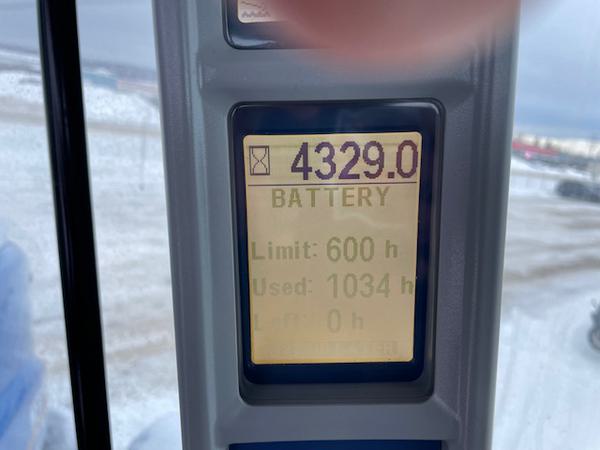 4329.0
BATTERY
Limit: 600 h
Used: 1034 h
Left: 0 h